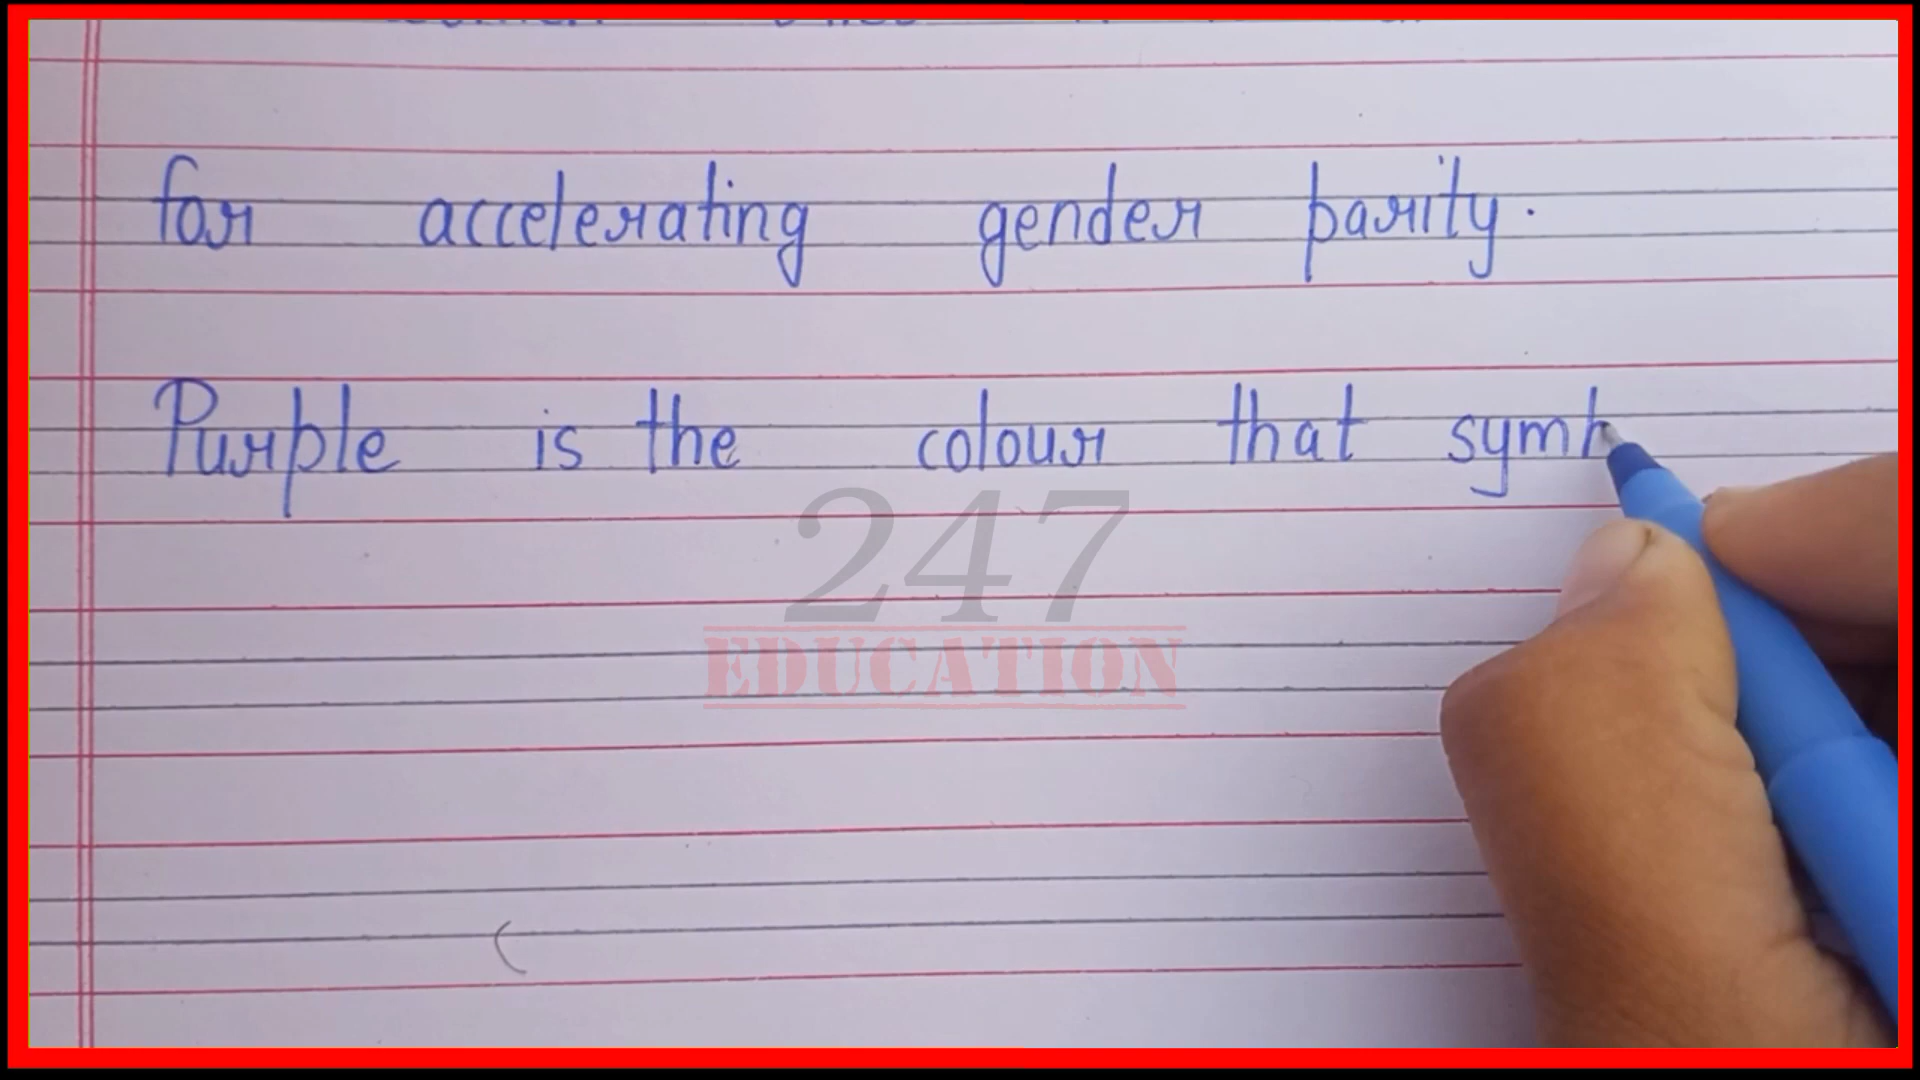 for accelerating gender parity.
Purple is the colour that symb
247
EDUCATION